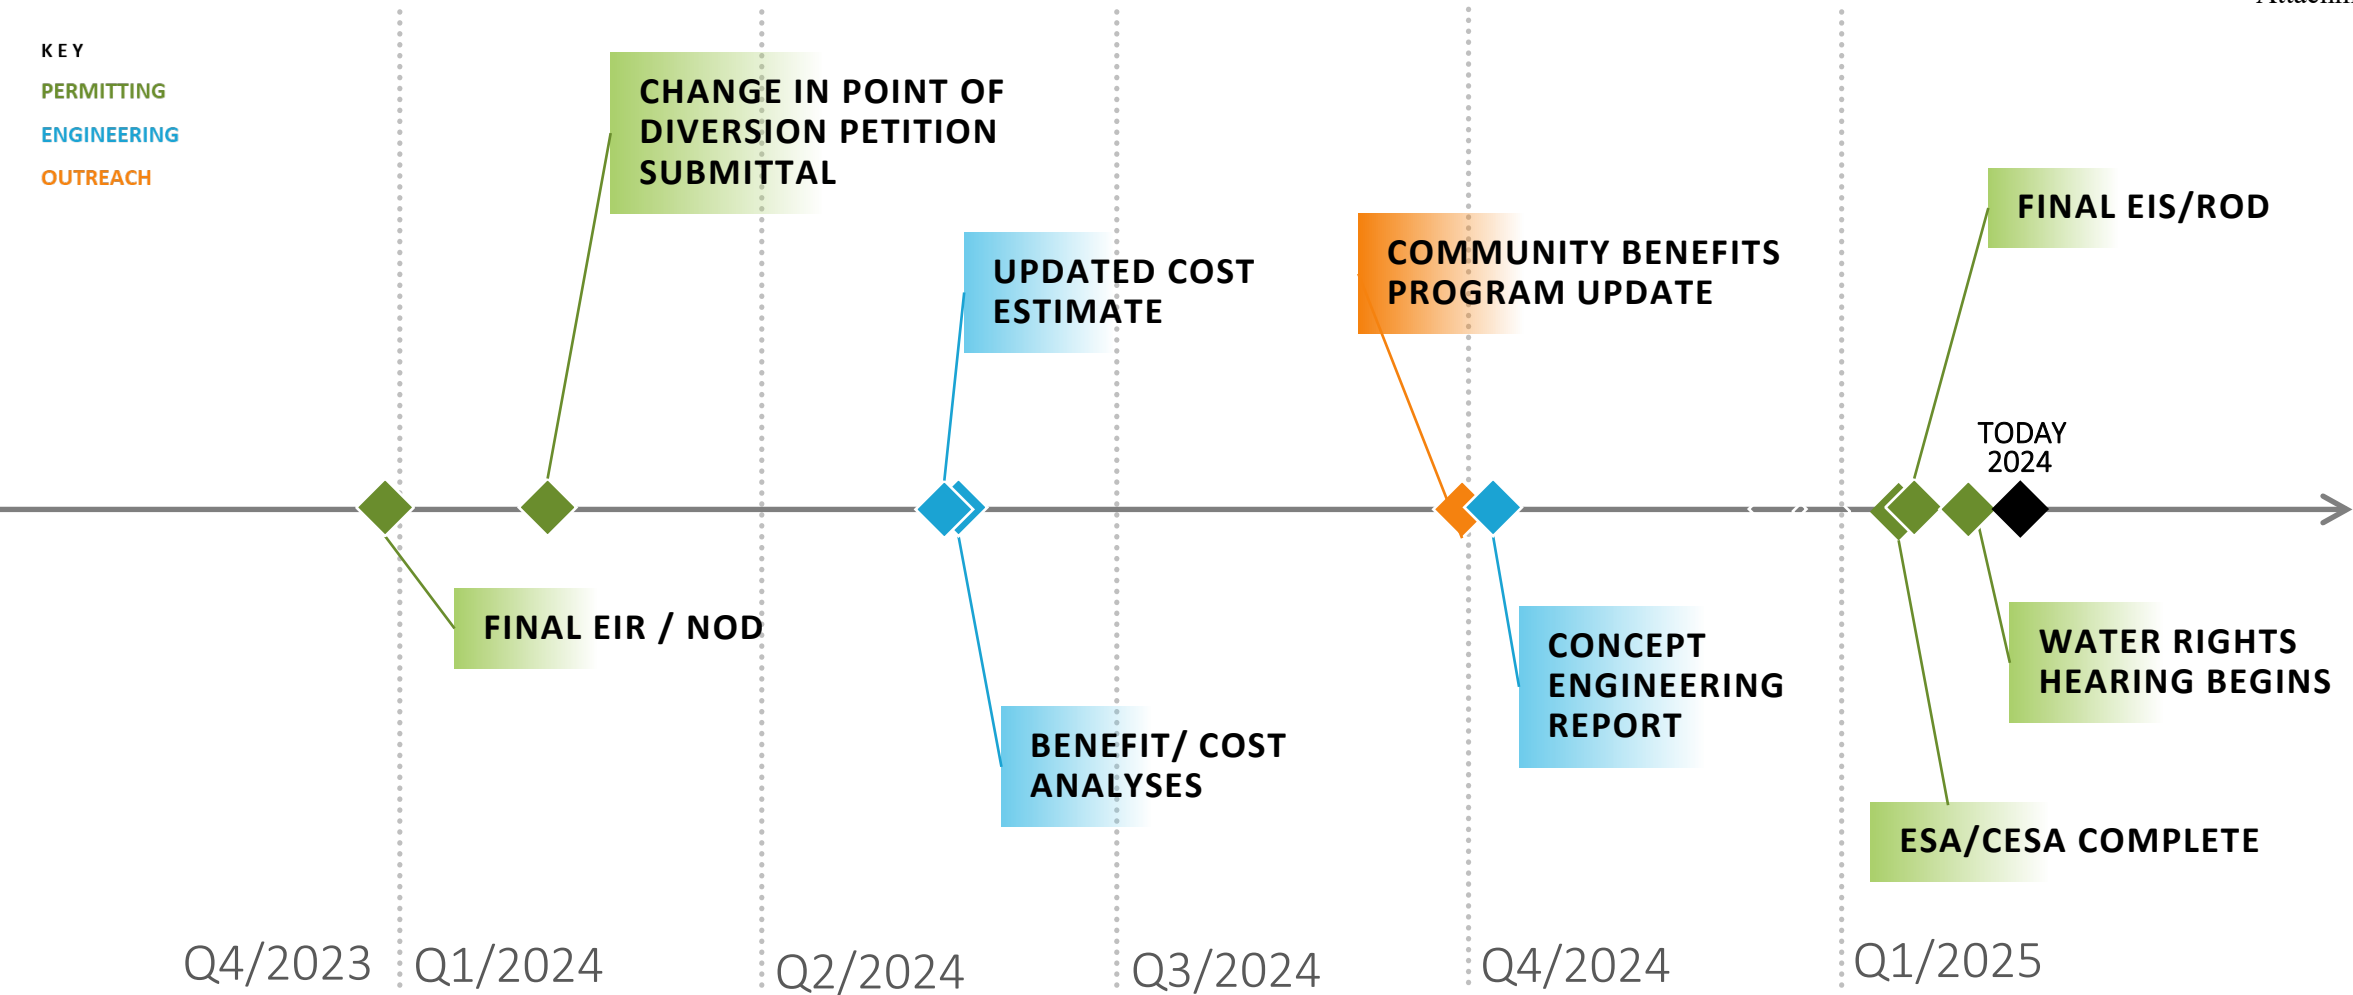 KEY
PERMITTING
ENGINEERING
OUTREACH
CHANGE IN POINT OF
DIVERSION PETITION
SUBMITTAL
UPDATED COST
ESTIMATE
COMMUNITY BENEFITS
PROGRAM UPDATE
FINAL EIS/ROD
TODAY
2024
FINAL EIR / NOD
BENEFIT/ COST
ANALYSES
CONCEPT
ENGINEERING
REPORT
WATER RIGHTS
HEARING BEGINS
ESA/CESA COMPLETE
Q4/2023
Q1/2024
Q2/2024
Q3/2024
Q4/2024
Q1/2025